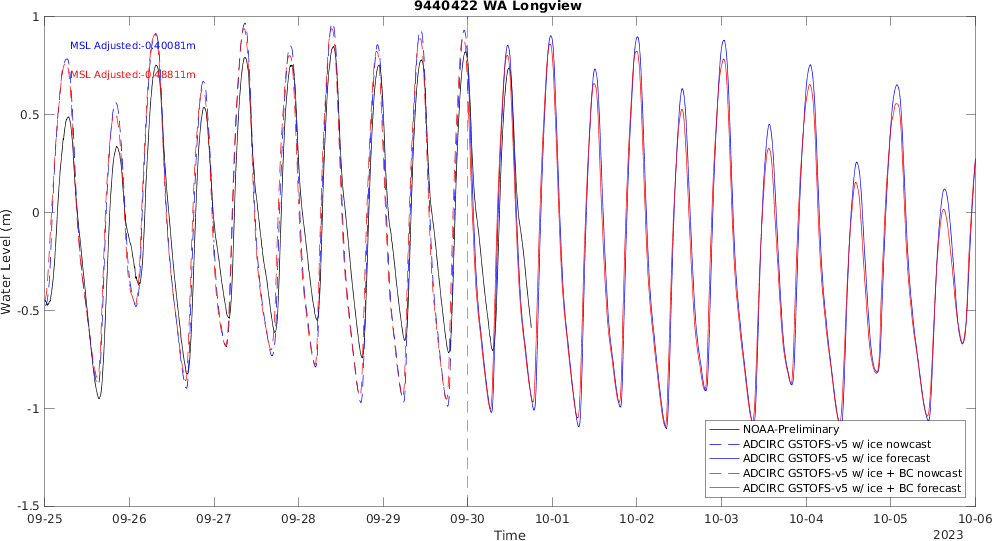 9440422 WA Longview
MSL Adjusted:-0.40081m
MSL Adjusted:-0.48811m
Water Level (m)
1
0.5
0
-0.5
-1
-1.5
NOAA-Preliminary
ADCIRC GSTOFS-v5 w/ ice nowcast
ADCIRC GSTOFS-v5 w/ ice forecast
ADCIRC GSTOFS-v5 w/ ice + BC nowcast
ADCIRC GSTOFS-v5 w/ ice + BC forecast
09-25 09-26 09-27 09-28 09-29 09-30 10-01 10-02 10-03 10-04 10-05 10-06
Time
2023